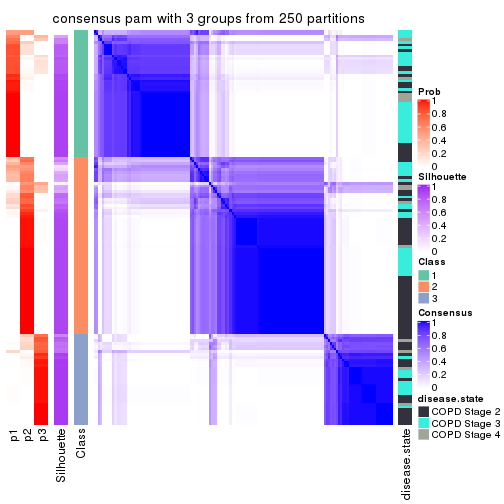 consensus pam with 3 groups from 250 partitions
Prob
1
0.8
0.6
0.4
0.2
0
Silhouette
1
0.8
0.6
0.4
0.2
0
Class
1
2
3
Consensus
1
0.8
0.6
0.4
0.2
0
disease.state
COPD Stage 2
COPD Stage 3
COPD Stage 4
p1
p2
p3
Silhouette
Class
disease.state